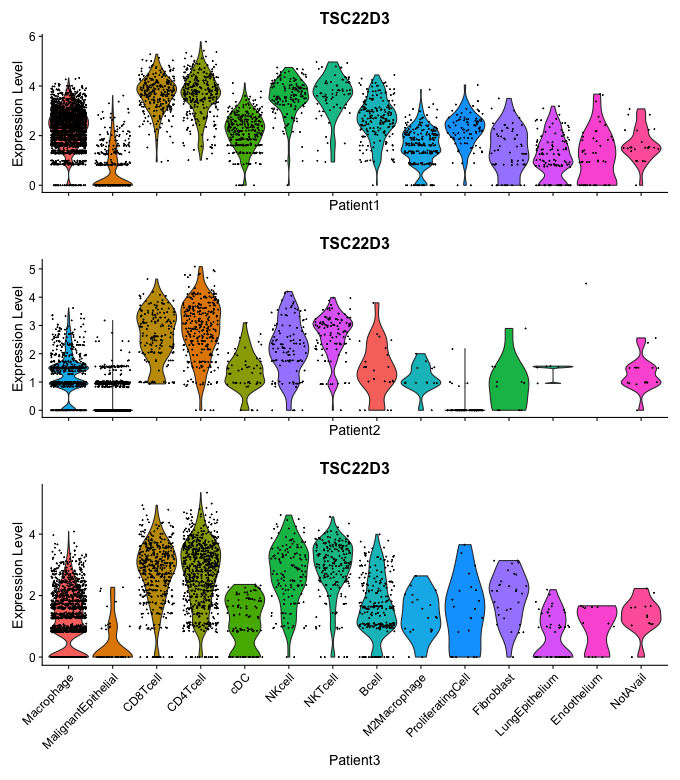 TSC22D3
Expression Level
6
4
2
0
Patient1
TSC22D3
Expression Level
5
4
3
2
1
0
Patient2
TSC22D3
Expression Level
4
2
0
Macrophage
MalignantEpithelial
CD8Tcell
CD4Tcell
cDC
NKcell
NKTcell
Bcell
M2Macrophage
ProliferatingCell
Fibroblast
LungEpithelium
Endothelium
NotAvail
Patient3